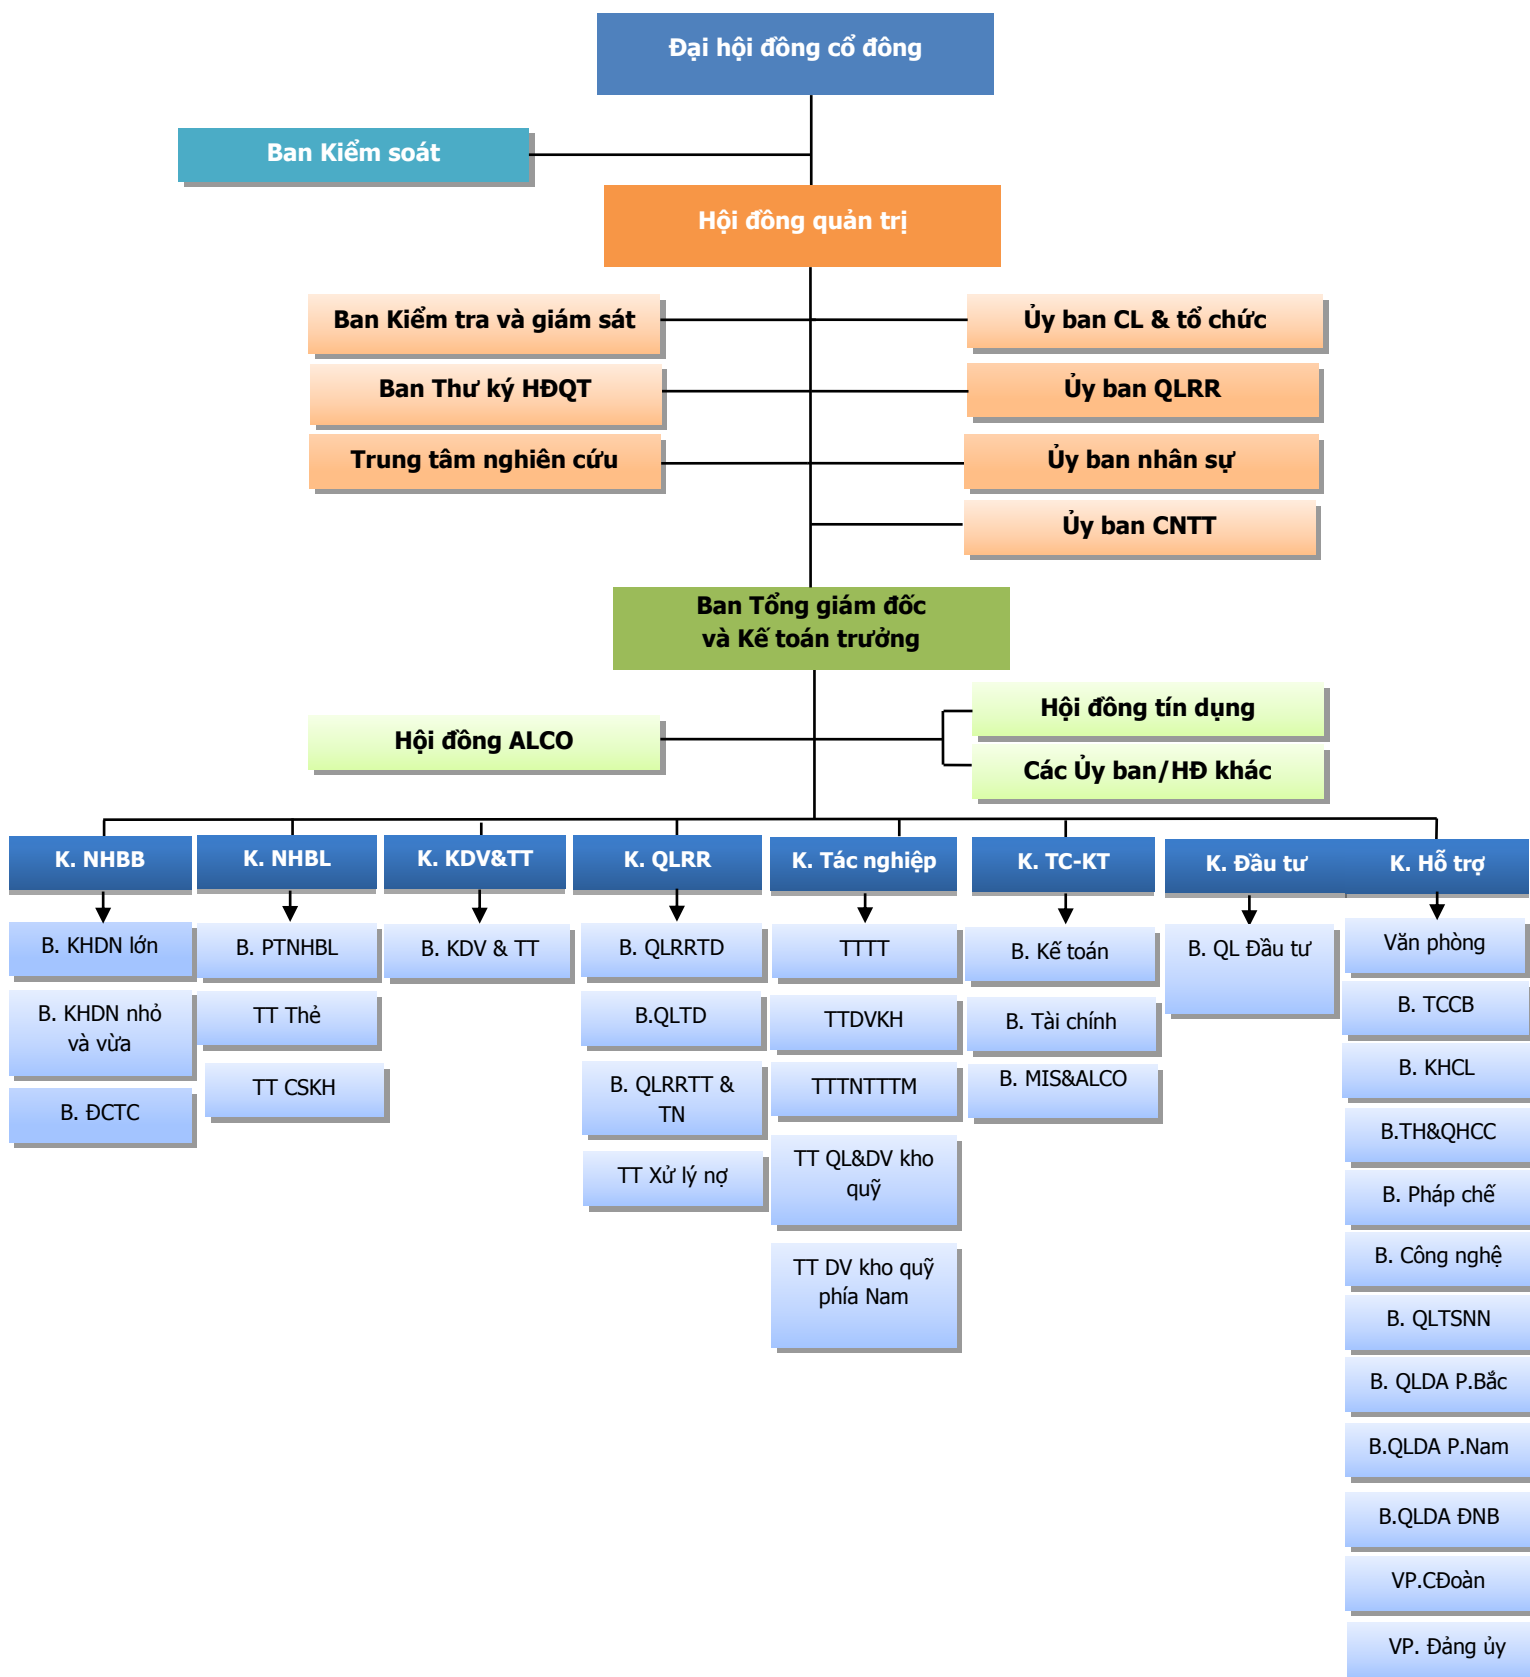 Đại hội đồng cổ đông
Ban Kiểm soát
Hội đồng quản trị
Ban Kiểm tra và giám sát
Ủy ban CL & tổ chức
Ban Thư ký HĐQT
Ủy ban QLRR
Trung tâm nghiên cứu
Ủy ban nhân sự
Ủy ban CNTT
Ban Tổng giám đốc
và Kế toán trưởng
Hội đồng tín dụng
Hội đồng ALCO
Các Ủy ban/HĐ khác
K. NHBB
K. NHBL
K. KDV&TT
K. QLRR
K. Tác nghiệp
K. TC-KT
K. Đầu tư
K. Hỗ trợ
B. KHDN lớn
B. KHDN nhỏ
và vừa
B. ĐCTC
B. PTNHBL
TT Thẻ
TT CSKH
B. KDV & TT
B. QLRRTD
B.QLTD
B. QLRRTT &
TN
TT Xử lý nợ
TTTT
TTDVKH
TTTNTTTM
TT QL&DV kho
quỹ
TT DV kho quỹ
phía Nam
B. Kế toán
B. Tài chính
B. MIS&ALCO
B. QL Đầu tư
Văn phòng
B. TCCB
B. KHCL
B.TH&QHCC
B. Pháp chế
B. Công nghệ
B. QLTSNN
B. QLDA P.Bắc
B.QLDA P.Nam
B.QLDA ĐNB
VP.CĐoàn
VP. Đảng ủy